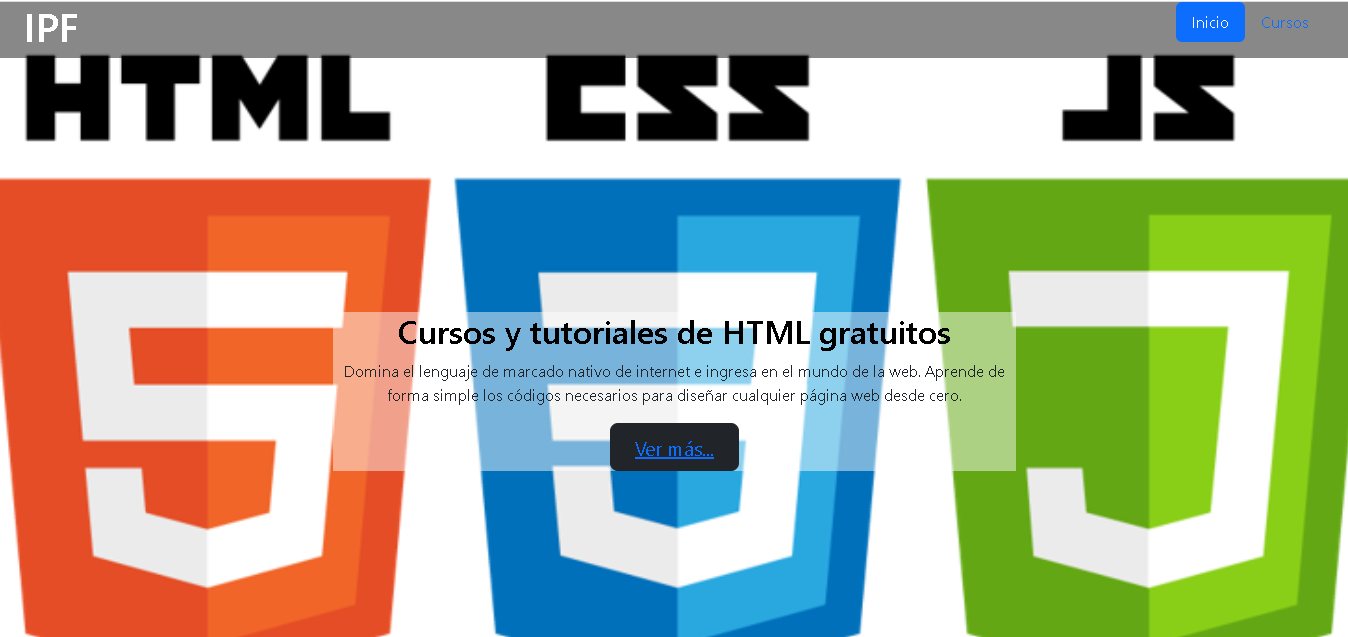 IPF
Inicio
Cursos
HTML
CSS
JS
Cursos y tutoriales de HTML gratuitos
Domina el lenguaje de marcado nativo de internet e ingresa en el mundo de la web. Aprende de
forma simple los códigos necesarios para diseñar cualquier página web desde cero.
Ver más...